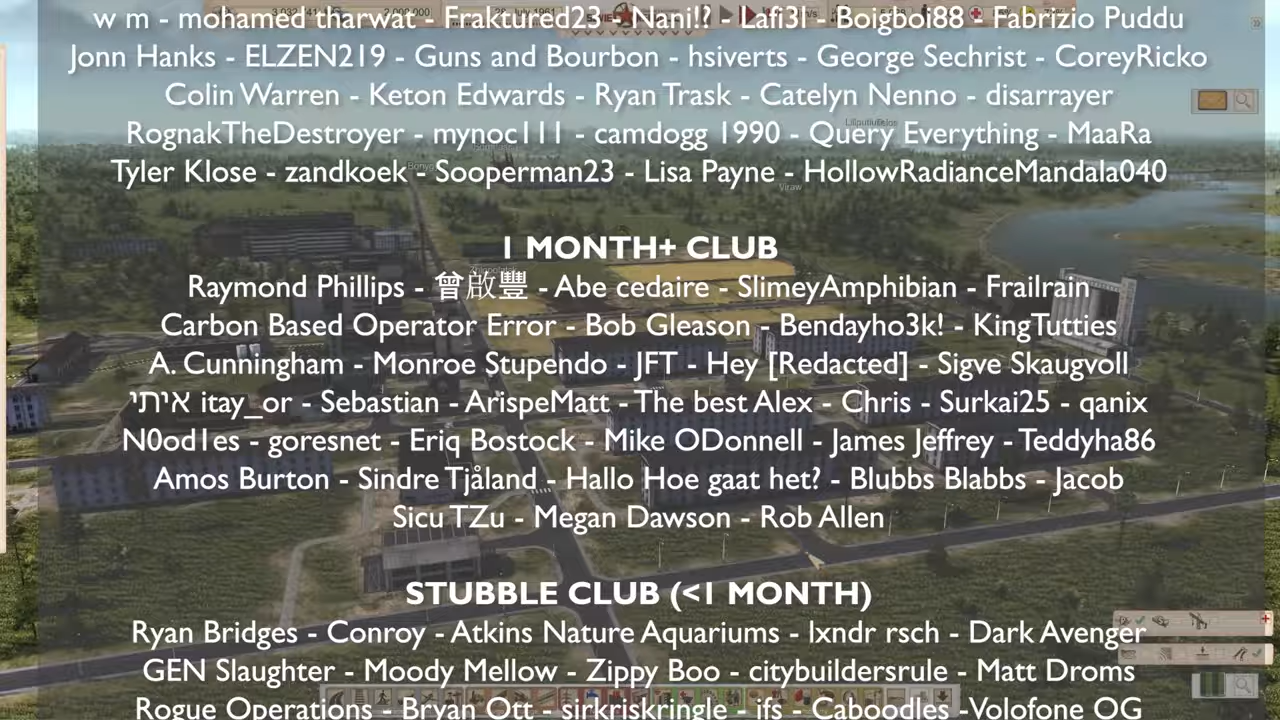 w m - mohamed tharwat - Fraktured23 - Nani!? - Lafi3l - Boigboi88 - Fabrizio Puddu
Jonn Hanks - ELZEN219 - Guns and Bourbon - hsiverts - George Sechrist - CoreyRicko
Colin Warren - Keton Edwards - Ryan Trask - Catelyn Nenno - disarrayer
RognakTheDestroyer - mynoc111 - camdogg 1990 - Query Everything - MaaRa
Tyler Klose - zandkoek - Sooperman23 - Lisa Payne - HollowRadianceMandala040
1 MONTH+ CLUB
Raymond Phillips - 曾啟豐 - Abe cedaire - SlimeyAmphibian - Frailrain
Carbon Based Operator Error - Bob Gleason - Bendayho3k! - KingTutties
A. Cunningham - Monroe Stupendo - JFT - Hey [Redacted] - Sigve Skaugvoll
איתי itay_or - Sebastian - ArispeMatt - The best Alex - Chris - Surkai25 - qanix
N0od1es - goresnet - Eriq Bostock - Mike ODonnell - James Jeffrey - Teddyha86
Amos Burton - Sindre Tjåland - Hallo Hoe gaat het? - Blubbs Blabbs - Jacob
Sicu TZu - Megan Dawson - Rob Allen
STUBBLE CLUB (<1 MONTH)
Ryan Bridges - Conroy - Atkins Nature Aquariums - lxndr rsch - Dark Avenger
GEN Slaughter - Moody Mellow - Zippy Boo - citybuildersrule - Matt Droms
Rogue Operations - Bryan Ott - sirkriskringle - jfs - Caboodles -Volofone OG